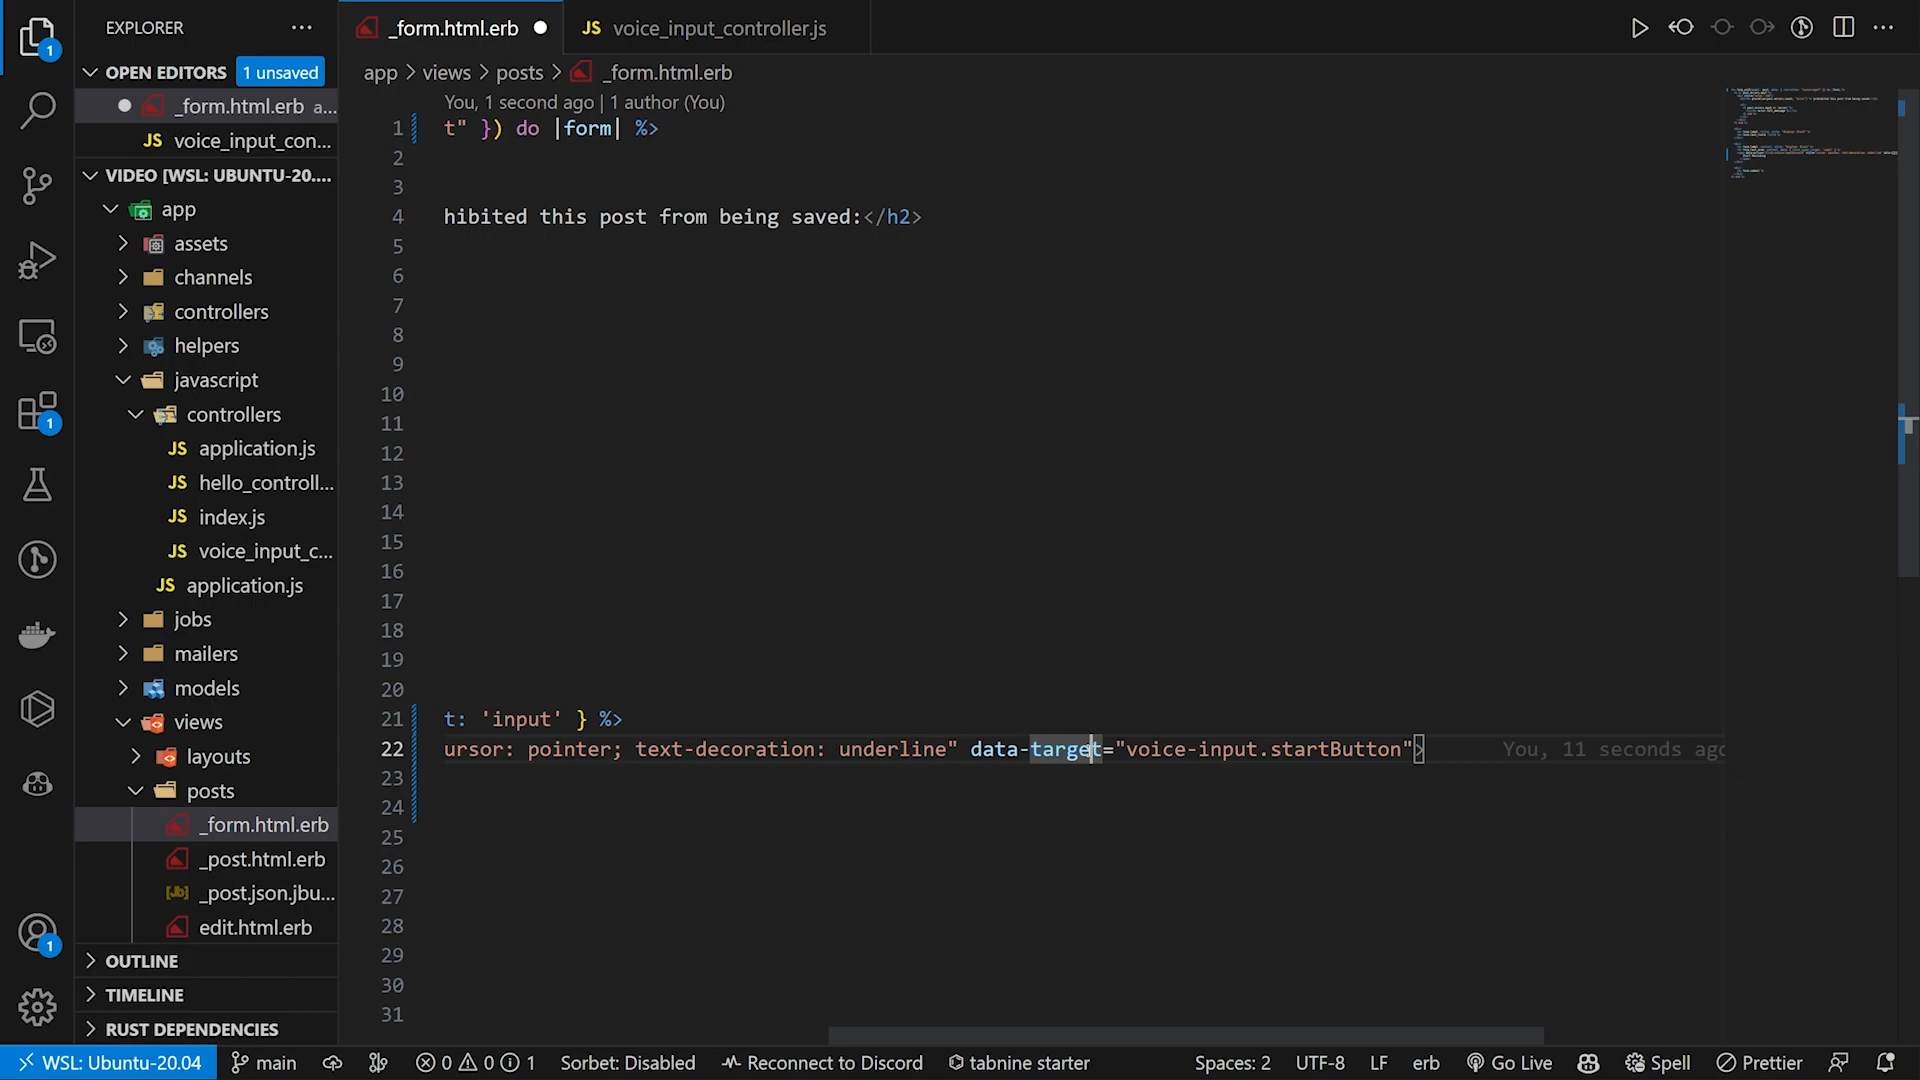 EXPLORER
_form.html.erb
JS voice_input_controller.js
OPEN EDITORS 1 unsaved
_form.html.erb a...
JS voice_input_con...
VIDEO [WSL: UBUNTU-20....
app
assets
channels
controllers
helpers
javascript
controllers
JS application.js
JS hello_controll...
JS index.js
JS voice_input_c...
JS application.js
jobs
mailers
models
views
layouts
posts
_form.html.erb
_post.html.erb
_post.json.jbu...
edit.html.erb
OUTLINE
TIMELINE
RUST DEPENDENCIES
1
1
1
app > views > posts > _form.html.erb
You, 1 second ago | 1 author (You)
1 t" }) do |form| %>
2
3
4 hibited this post from being saved:</h2>
5
6
7
8
9
10
11
12
13
14
15
16
17
18
19
20
21 t: 'input' } %>
22 ursor: pointer; text-decoration: underline" data-target="voice-input.startButton"> You, 11 seconds ago
23
24
25
26
27
28
29
30
31
WSL: Ubuntu-20.04 main 0 0 1 Sorbet: Disabled Reconnect to Discord tabnine starter Spaces: 2 UTF-8 LF erb Go Live Spell Prettier